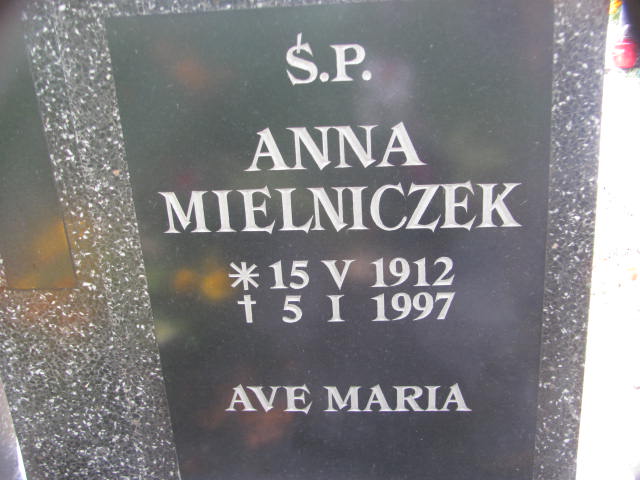 Ś.P.
ANNA
MIELNICZEK
* 15 V 1912
† 5 I 1997
AVE MARIA